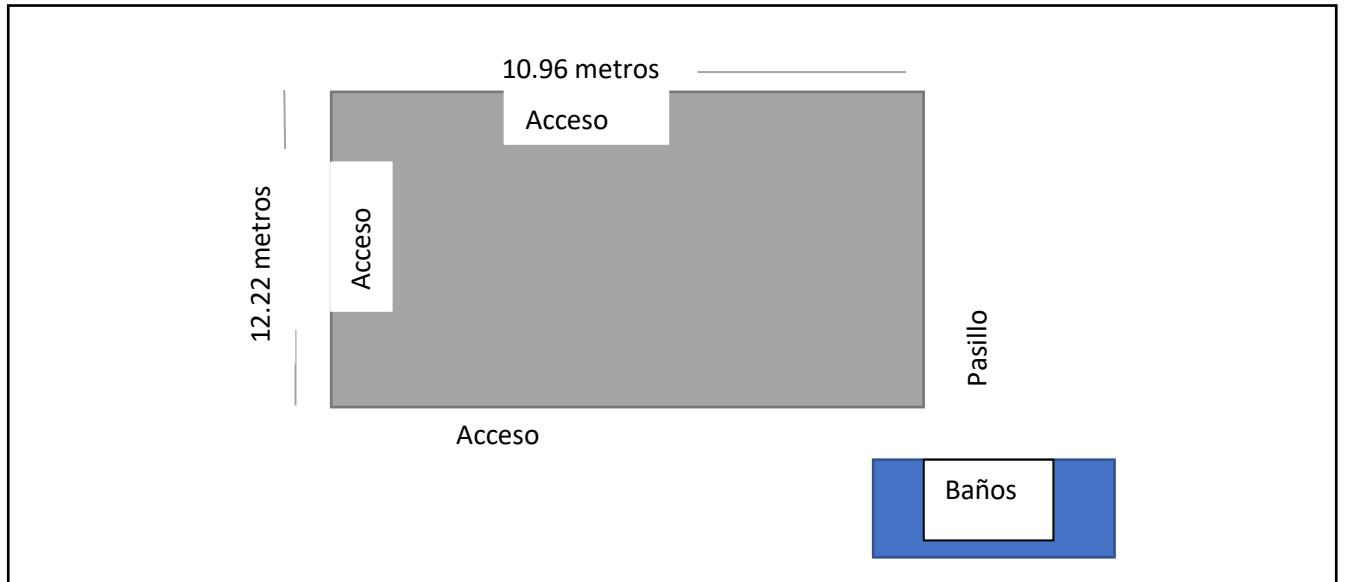 10.96 metros
Acceso
12.22 metros
Acceso
Pasillo
Acceso
Baños